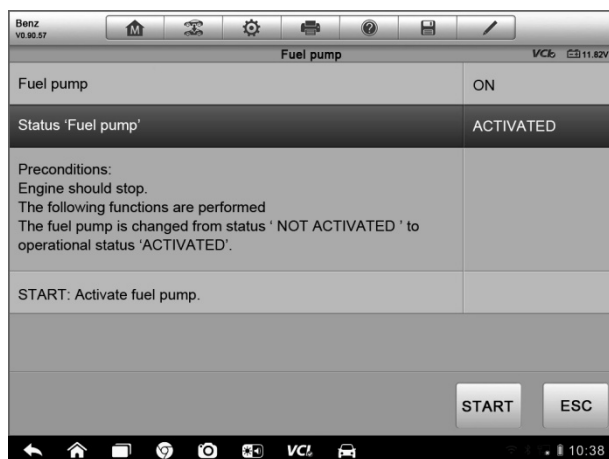 Benz
V0.90.57
M
Fuel pump
VCI 11.82V
Fuel pump ON
Status ‘Fuel pump’ ACTIVATED
Preconditions:
Engine should stop.
The following functions are performed
The fuel pump is changed from status ‘ NOT ACTIVATED ’ to
operational status ‘ACTIVATED’.
START: Activate fuel pump.
START ESC
VCI 10:38